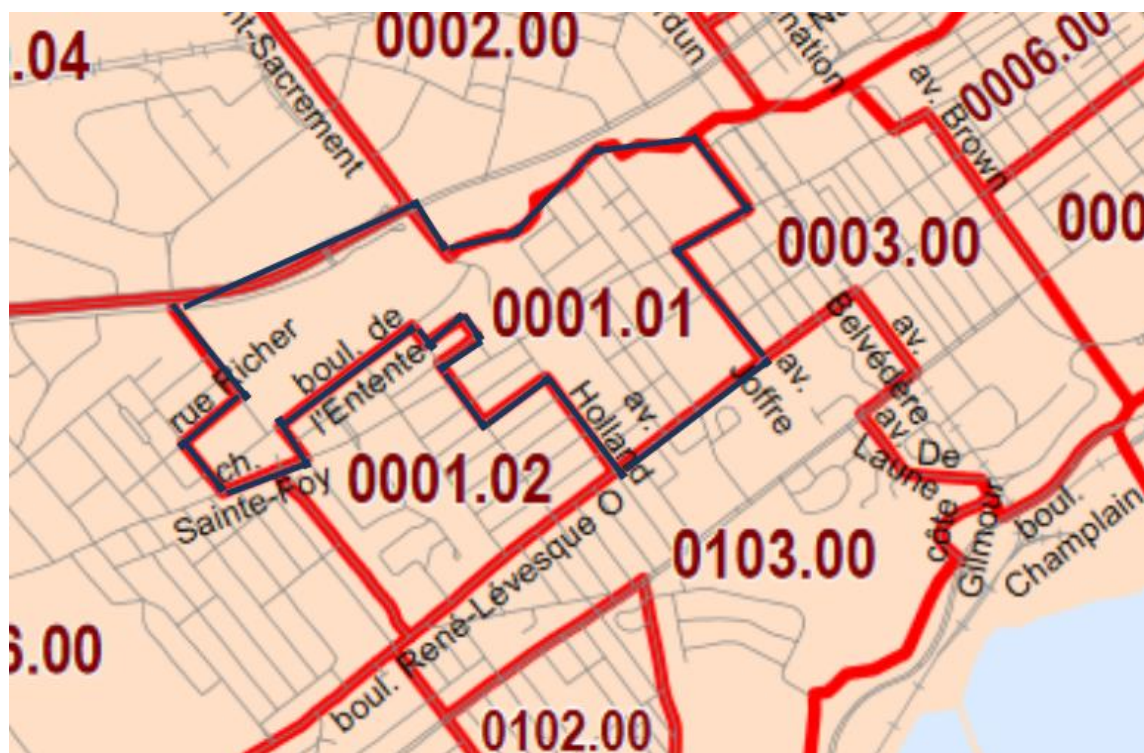 .04
nt-Sacrement
0002.00
rdun
nation
av. Brown
0006.00
000
0003.00
0001.01
rue Richer
boul. de
l'Entente
ch.
Sainte-Foy
0001.02
av.
Holland
av.
Joffre
av.
Belvédère
av. De
Laune
côte
Gilmour
boul.
Champlain
0103.00
boul. René-Lévesque O
6.00
0102.00